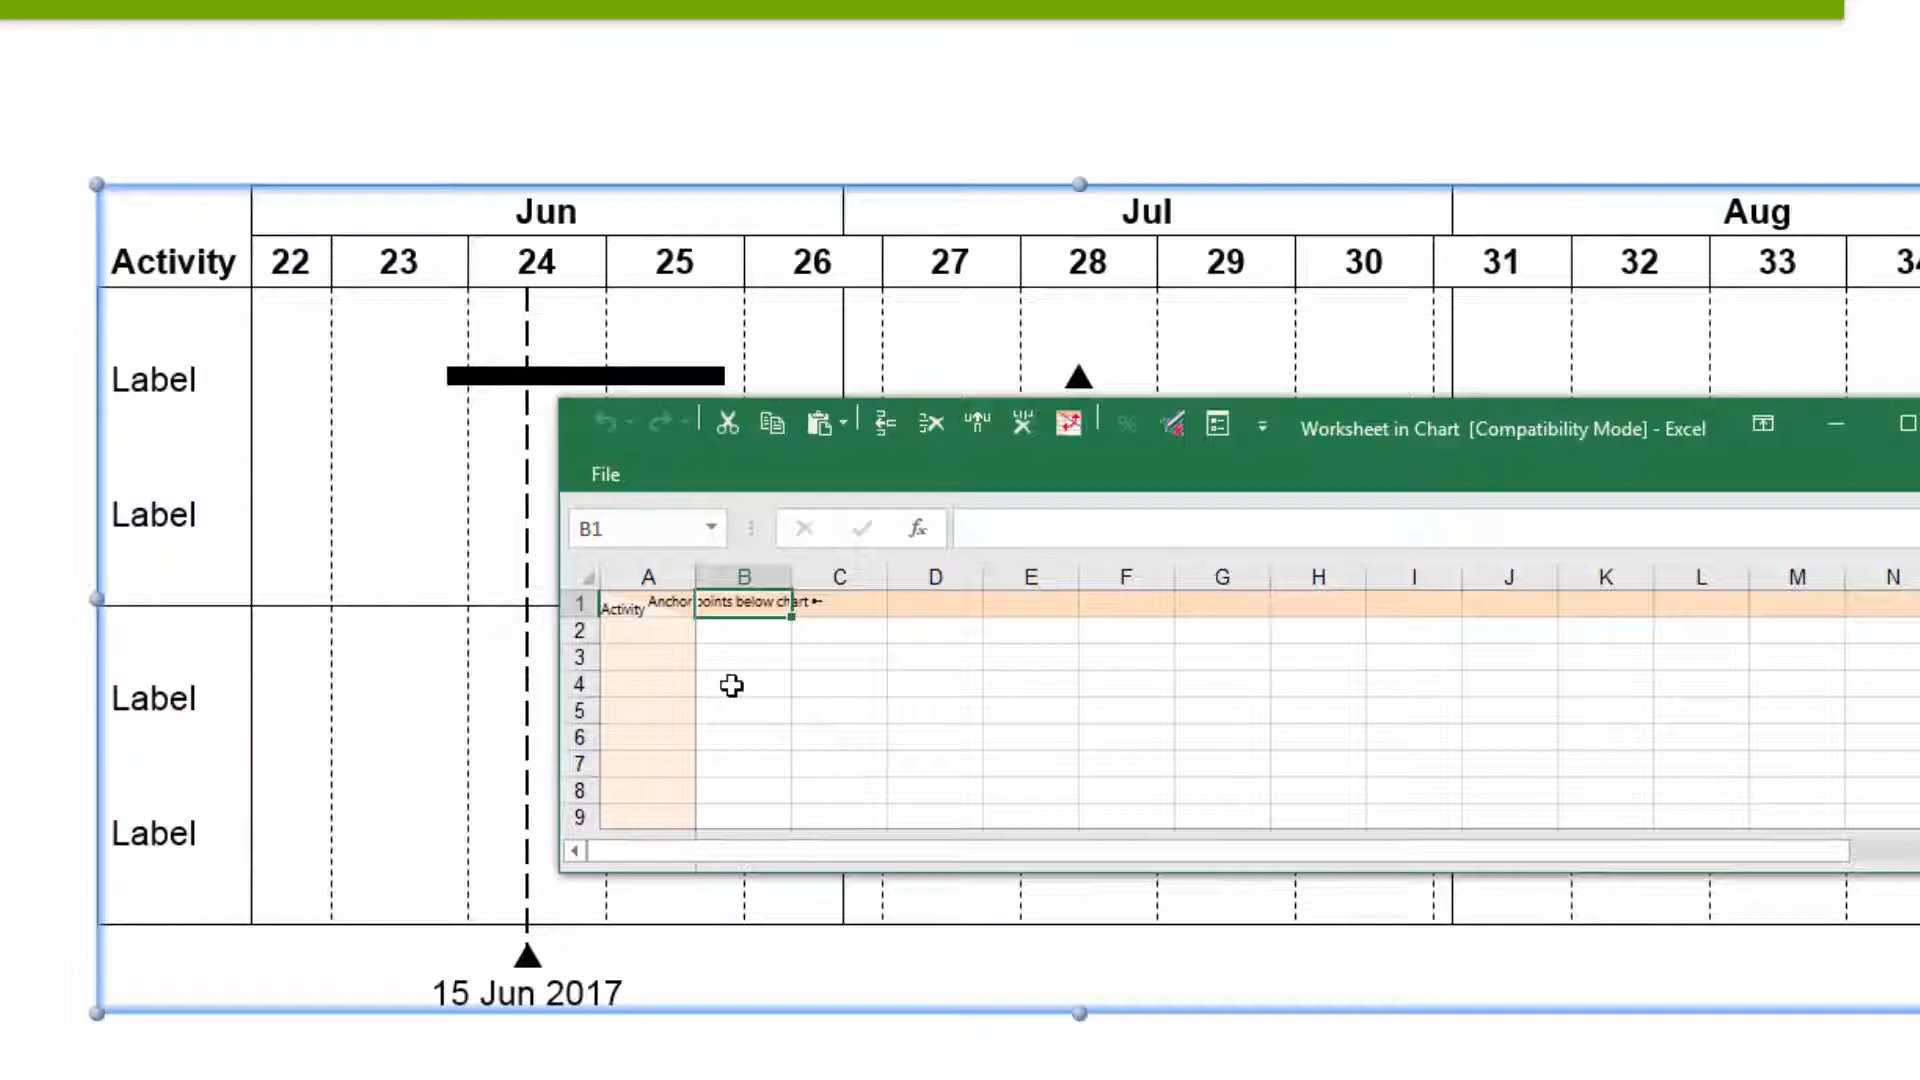 Jun Jul Aug
Activity 22 23 24 25 26 27 28 29 30 31 32 33
Label
Worksheet in Chart [Compatibility Mode] - Excel
File
Label
B1 fx
A B C D E F G H I J K L M N
1 Activity Anchor points below chart
2
3
4
Label
5
6
7
8
9
Label
15 Jun 2017